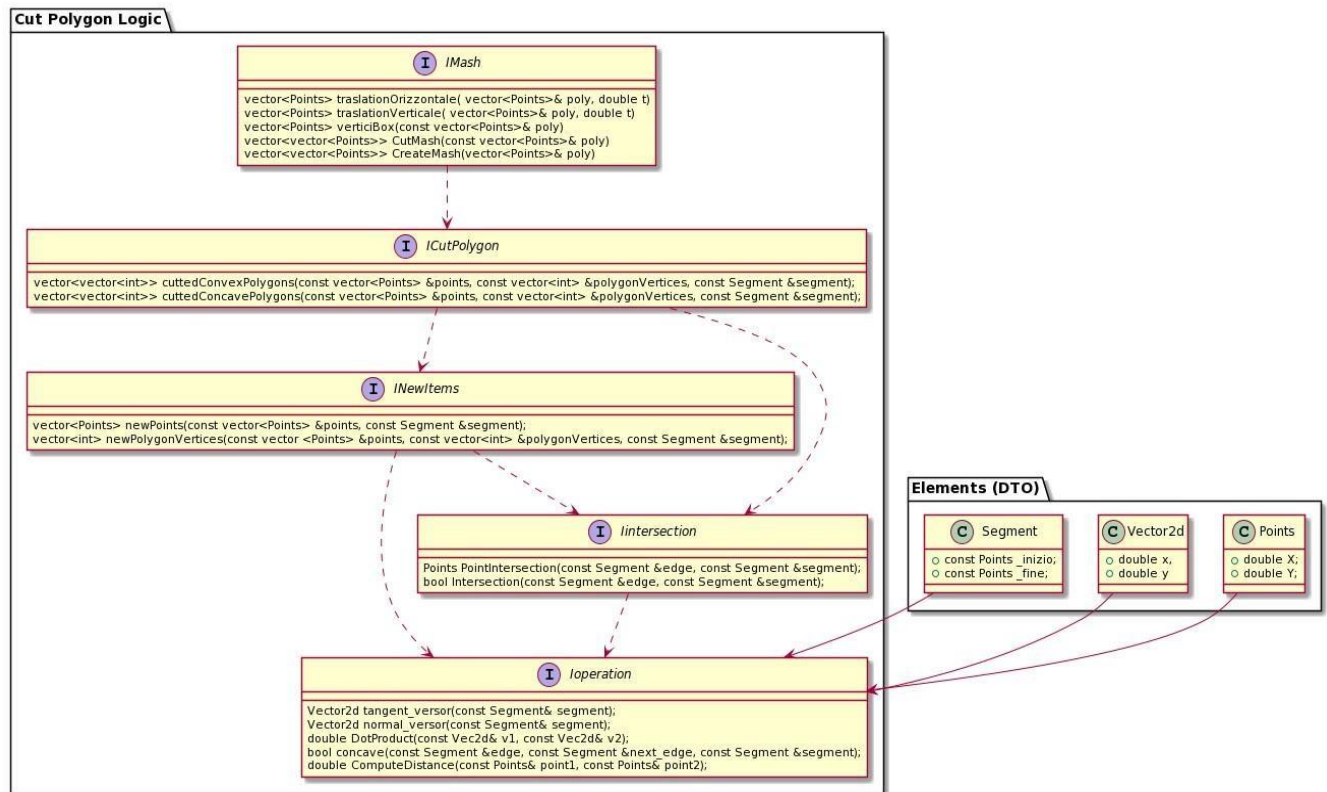 Cut Polygon Logic
I IMash
vector<Points> traslationOrizzontale( vector<Points>& poly, double t)
vector<Points> traslationVerticale( vector<Points>& poly, double t)
vector<Points> verticiBox(const vector<Points>& poly)
vector<vector<Points>> CutMash(const vector<Points>& poly)
vector<vector<Points>> CreateMash(vector<Points>& poly)
I ICutPolygon
vector<vector<int>> cuttedConvexPolygons(const vector<Points> &points, const vector<int> &polygonVertices, const Segment &segment);
vector<vector<int>> cuttedConcavePolygons(const vector<Points> &points, const vector<int> &polygonVertices, const Segment &segment);
I INewItems
vector<Points> newPoints(const vector<Points> &points, const Segment &segment);
vector<int> newPolygonVertices(const vector <Points> &points, const vector<int> &polygonVertices, const Segment &segment);
I Iintersection
Points PointIntersection(const Segment &edge, const Segment &segment);
bool Intersection(const Segment &edge, const Segment &segment);
Elements (DTO)
C Segment
const Points _inizio;
const Points _fine;
C Vector2d
double x,
double y
C Points
double X;
double Y;
I Ioperation
Vector2d tangent_versor(const Segment& segment);
Vector2d normal_versor(const Segment& segment);
double DotProduct(const Vec2d& v1, const Vec2d& v2);
bool concave(const Segment &edge, const Segment &next_edge, const Segment &segment);
double ComputeDistance(const Points& point1, const Points& point2);